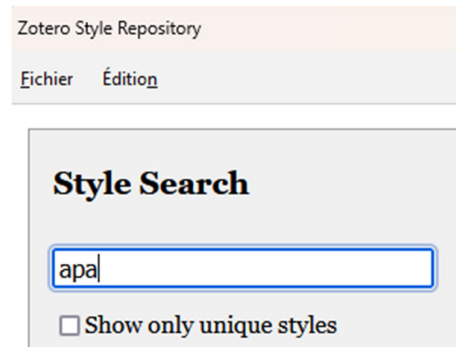 Zotero Style Repository
Fichier Édition
Style Search
apa
Show only unique styles